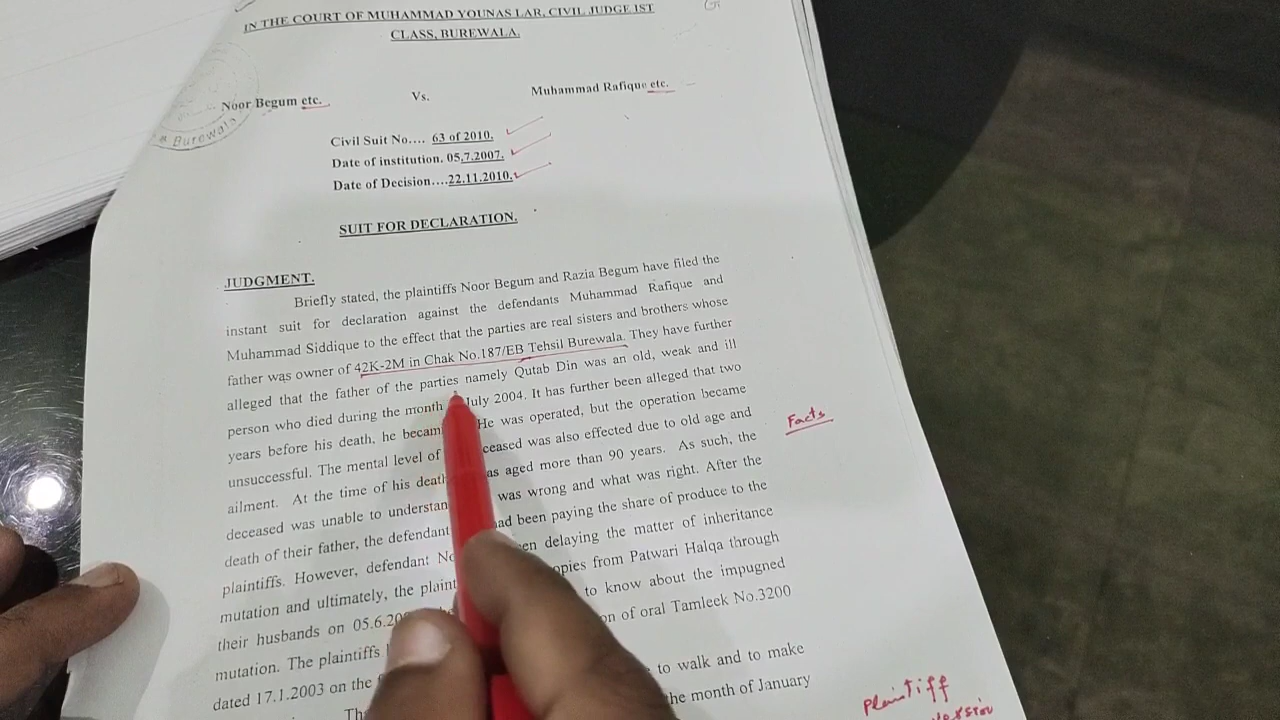 IN THE COURT OF MUHAMMAD YOUNAS LAR, CIVIL JUDGE IST
CLASS, BUREWALA.
Noor Begum etc. Vs. Muhammad Rafique etc.
* Burewala
Civil Suit No.... 63 of 2010.
Date of institution. 05.7.2007.
Date of Decision....22.11.2010.
SUIT FOR DECLARATION.
JUDGMENT.
Briefly stated, the plaintiffs Noor Begum and Razia Begum have filed the
instant suit for declaration against the defendants Muhammad Rafique and
Muhammad Siddique to the effect that the parties are real sisters and brothers whose
father was owner of 42K-2M in Chak No.187/EB Tehsil Burewala. They have further
alleged that the father of the parties namely Qutab Din was an old, weak and ill
person who died during the month July 2004. It has further been alleged that two
years before his death, he becam He was operated, but the operation became
unsuccessful. The mental level of ceased was also effected due to old age and
ailment. At the time of his death as aged more than 90 years. As such, the
deceased was unable to understan was wrong and what was right. After the
death of their father, the defendant had been paying the share of produce to the
plaintiffs. However, defendant No en delaying the matter of inheritance
mutation and ultimately, the plaint opies from Patwari Halqa through
their husbands on 05.6.20 to know about the impugned
mutation. The plaintiffs on of oral Tamleek No.3200
dated 17.1.2003 on the
to walk and to make
Th the month of January
Facts
Plaintiff